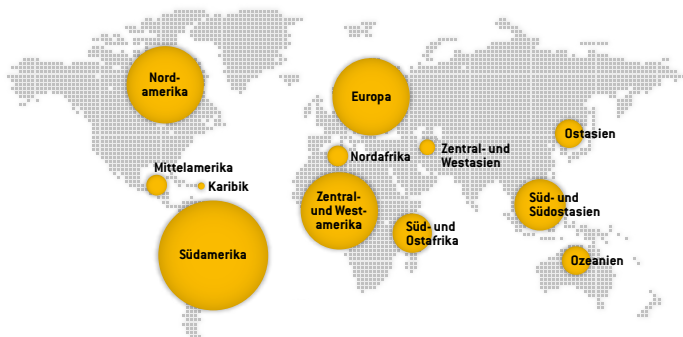 Nord-
amerika
Europa
Ostasien
Zentral- und
Westasien
Nordafrika
Mittelamerika
Karibik
Zentral-
und West-
amerika
Süd- und
Südostasien
Süd- und
Ostafrika
Südamerika
Ozeanien